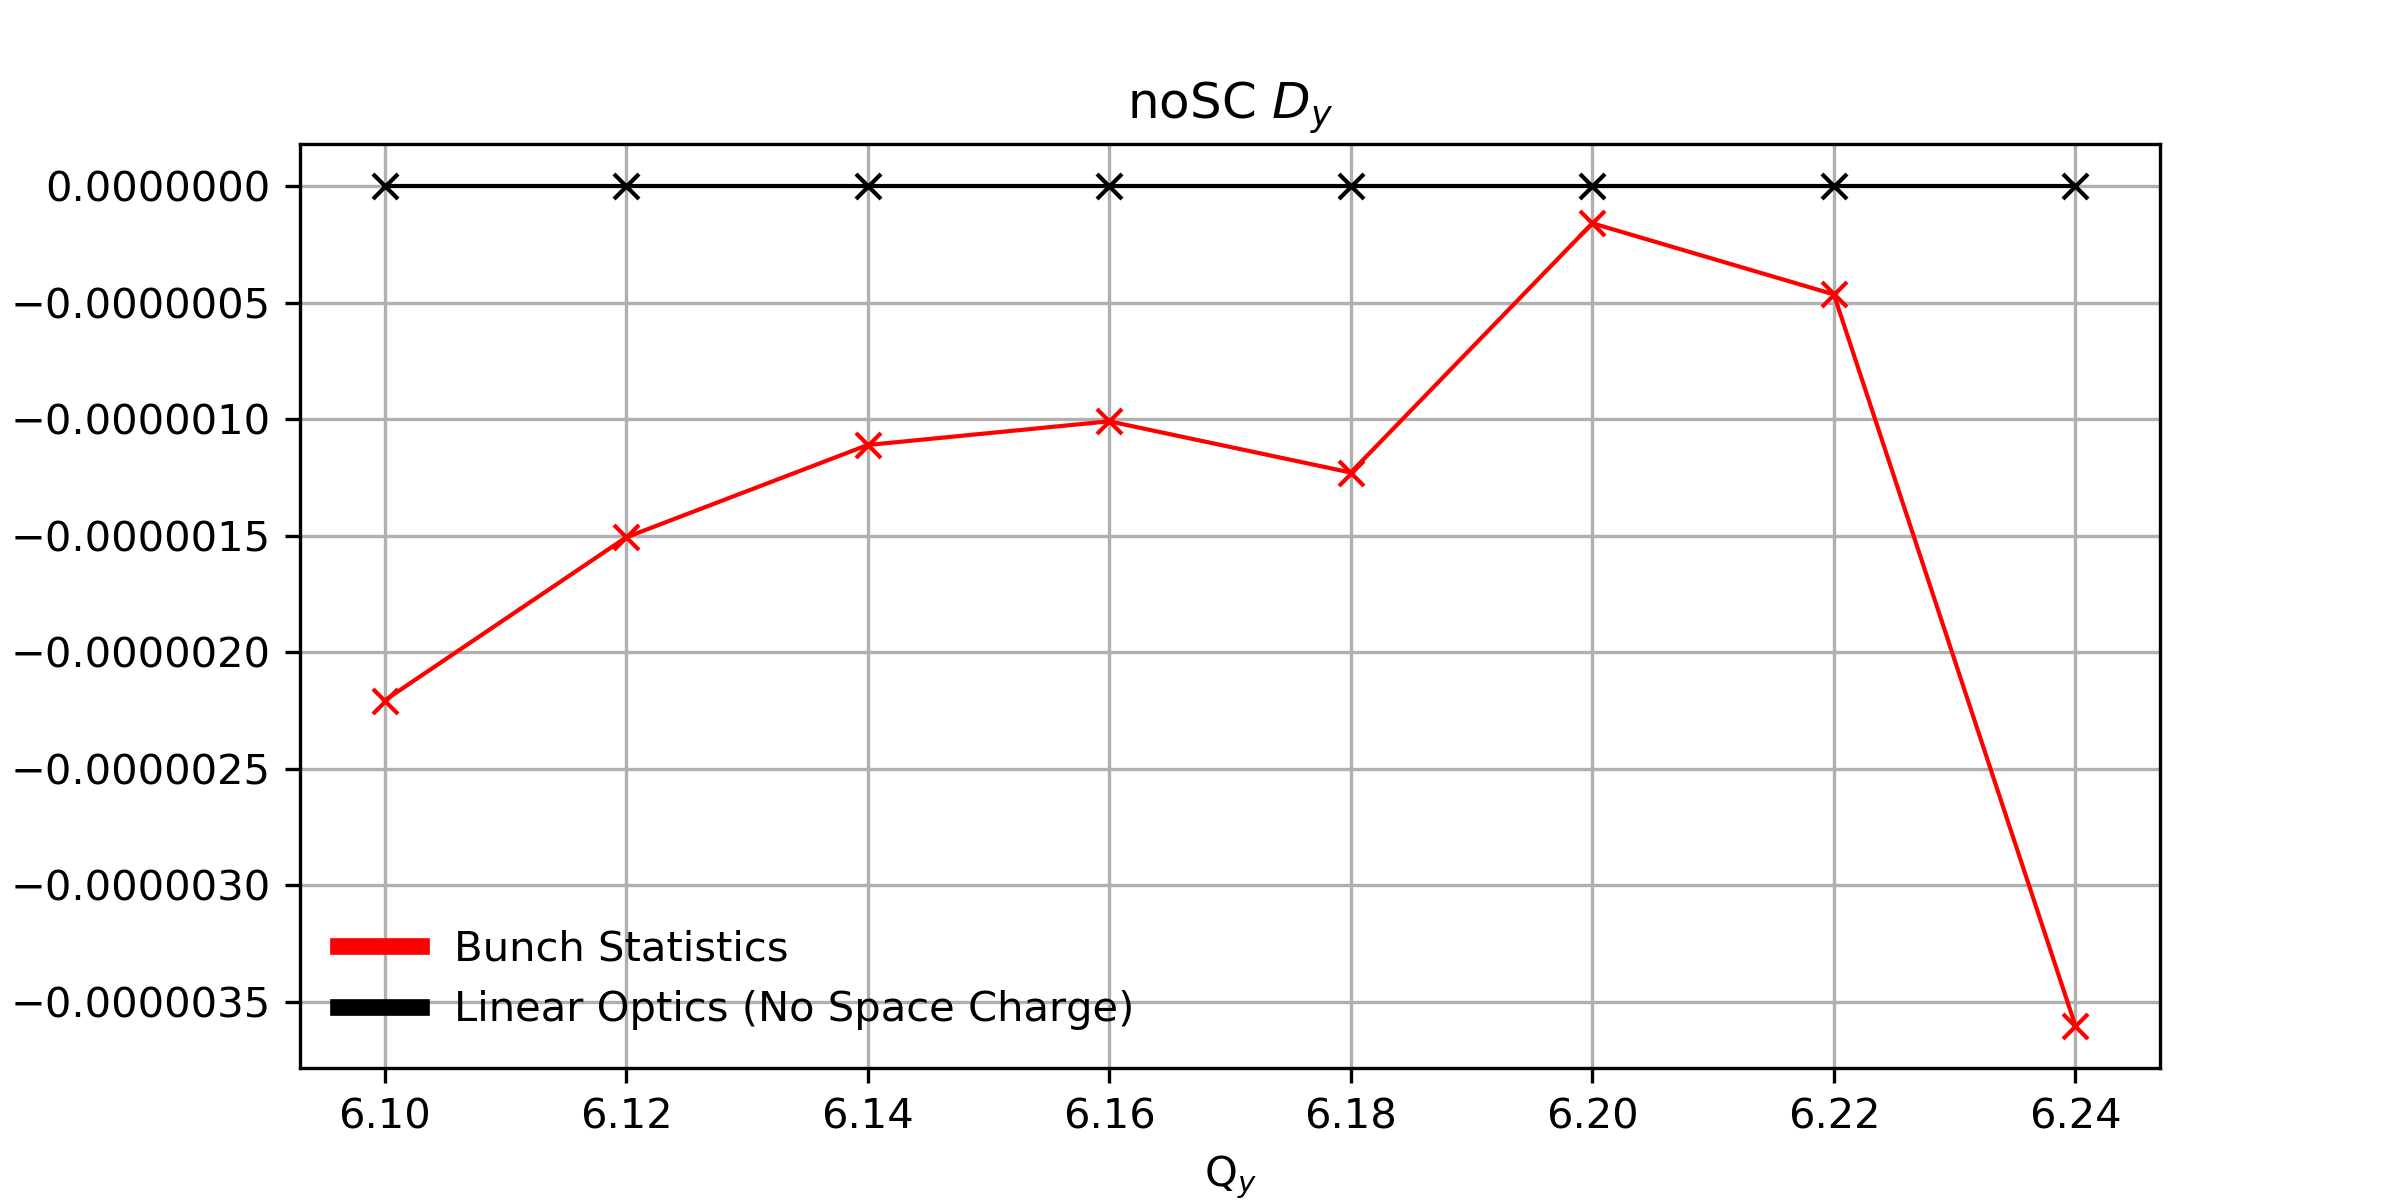 noSC Dy
0.0000000
−0.0000005
−0.0000010
−0.0000015
−0.0000020
−0.0000025
−0.0000030
−0.0000035
Bunch Statistics
Linear Optics (No Space Charge)
6.10 6.12 6.14 6.16 6.18 6.20 6.22 6.24
Qy